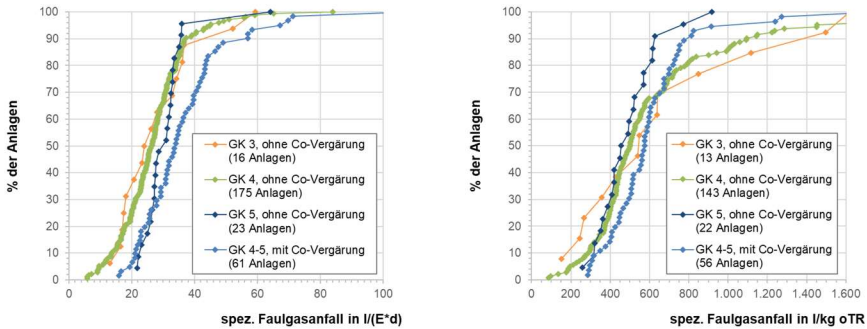 100
90
80
70
60
50
40
30
20
10
0
% der Anlagen
GK 3, ohne Co-Vergärung
(16 Anlagen)
GK 4, ohne Co-Vergärung
(175 Anlagen)
GK 5, ohne Co-Vergärung
(23 Anlagen)
GK 4-5, mit Co-Vergärung
(61 Anlagen)
0 20 40 60 80 100
spez. Faulgasanfall in l/(E*d)
100
90
80
70
60
50
40
30
20
10
0
% der Anlagen
GK 3, ohne Co-Vergärung
(13 Anlagen)
GK 4, ohne Co-Vergärung
(143 Anlagen)
GK 5, ohne Co-Vergärung
(22 Anlagen)
GK 4-5, mit Co-Vergärung
(56 Anlagen)
0 200 400 600 800 1.000 1.200 1.400 1.600
spez. Faulgasanfall in l/kg oTR